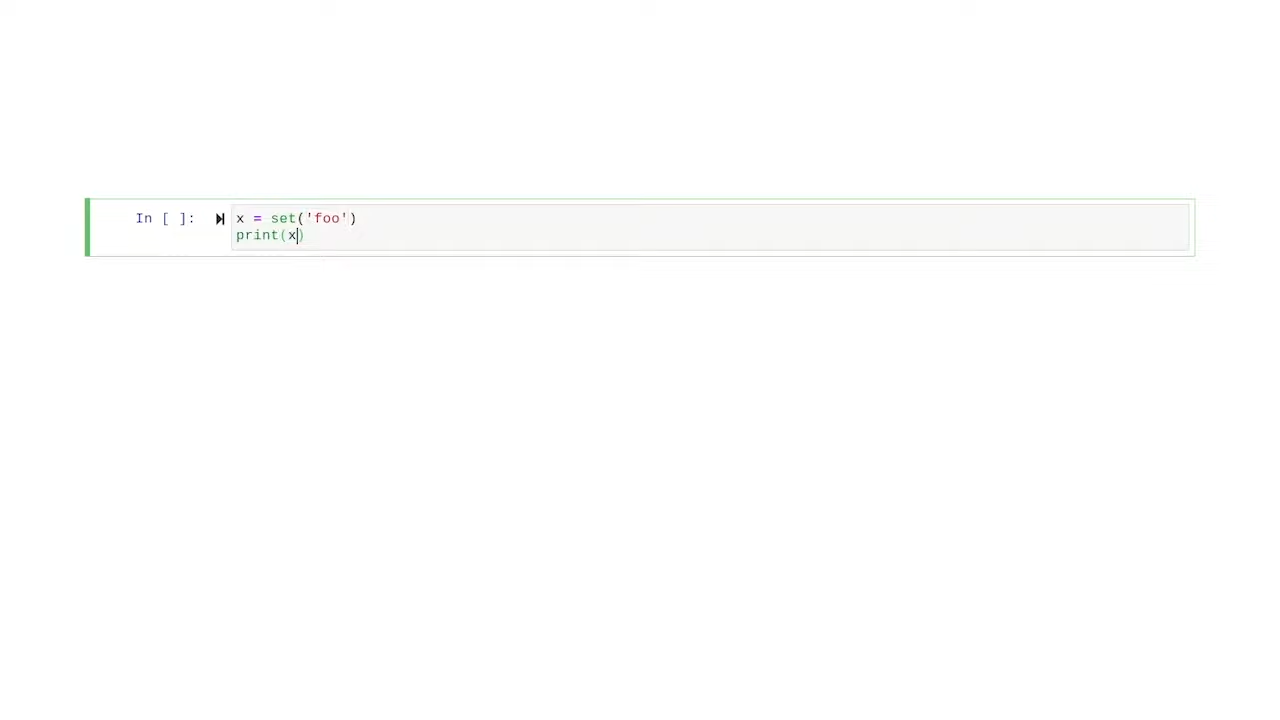 In [ ]: x = set('foo')
print(x)